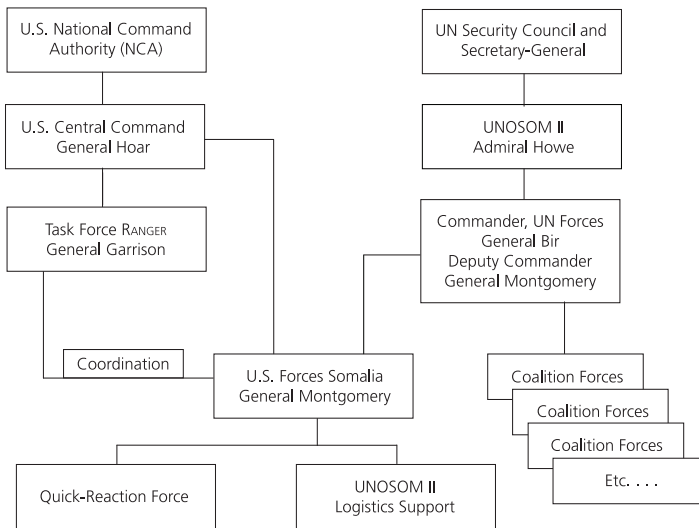 U.S. National Command
Authority (NCA)
UN Security Council and
Secretary-General
U.S. Central Command
General Hoar
UNOSOM II
Admiral Howe
Task Force RANGER
General Garrison
Commander, UN Forces
General Bir
Deputy Commander
General Montgomery
Coordination
U.S. Forces Somalia
General Montgomery
Coalition Forces
Coalition Forces
Coalition Forces
Etc. . . .
Quick-Reaction Force
UNOSOM II
Logistics Support